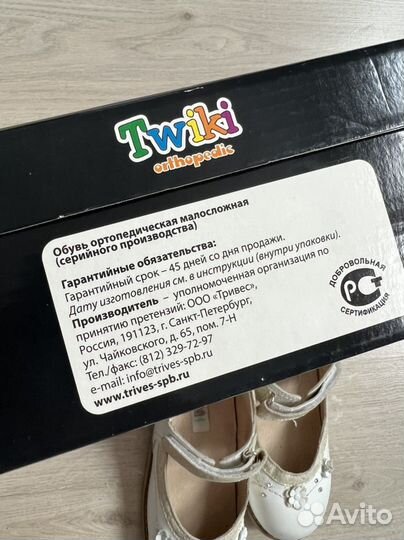 Twiki
orthopedic
Обувь ортопедическая малосложная
(серийного производства)
Гарантийные обязательства:
Гарантийный срок – 45 дней со дня продажи.
Дату изготовления см. в инструкции (внутри упаковки).
Производитель – уполномоченная организация по
принятию претензий: ООО «Тривес»,
Россия, 191123, г. Санкт-Петербург,
ул. Чайковского, д. 65, пом. 7-Н
Тел./факс: (812) 329-72-97
e-mail: info@trives-spb.ru
www.trives-spb.ru
ДОБРОВОЛЬНАЯ
РСТ
СЕРТИФИКАЦИЯ
Avito